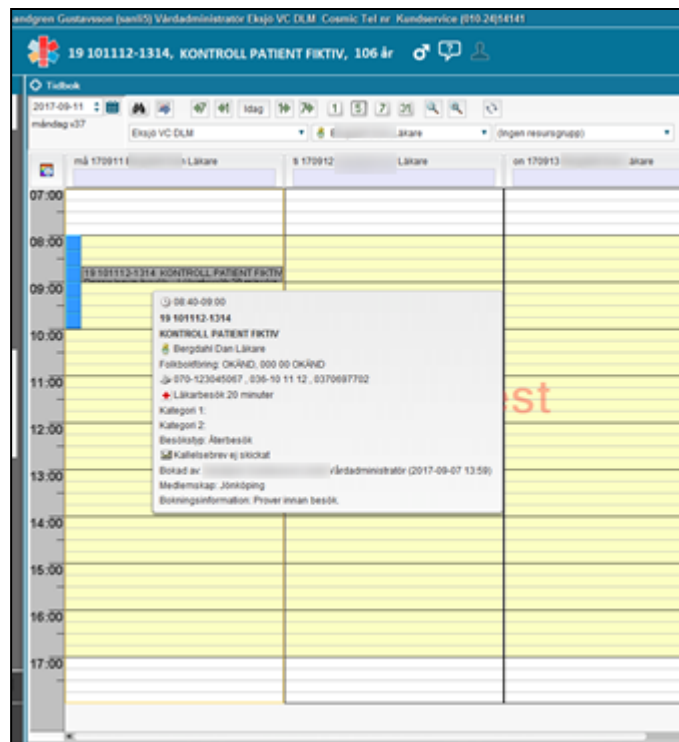 andgren Gustavsson (sanli5) Vårdadministratör Eksjö VC DLM Cosmic Tel nr Kundservice (010 24)54141
19 101112-1314, KONTROLL PATIENT FIKTIV, 106 år
Tidbok
2017-09-11
Idag
1 5 7 31
måndag v37
Eksjö VC DLM
äkare
(Ingen resursgrupp)
må 170911
n Läkare
ti 170912
Läkare
on 170913
äkare
07:00
08:00
19 101112-1314, KONTROLL PATIENT FIKTIV
09:00
08:40-09:00
19 101112-1314
KONTROLL PATIENT FIKTIV
Bergdahl Dan Läkare
Folkbokföring: OKÄND, 000 00 OKÄND
070-123045067 , 036-10 11 12 , 0370697702
Läkarbesök 20 minuter
Kategori 1:
Kategori 2:
Besökstyp: Återbesök
Kallelsebrev ej skickat
Bokad av
vårdadministratör (2017-09-07 13:59)
Medlemskap: Jönköping
Bokningsinformation: Prover innan besök.
10:00
11:00
est
12:00
13:00
14:00
15:00
16:00
17:00